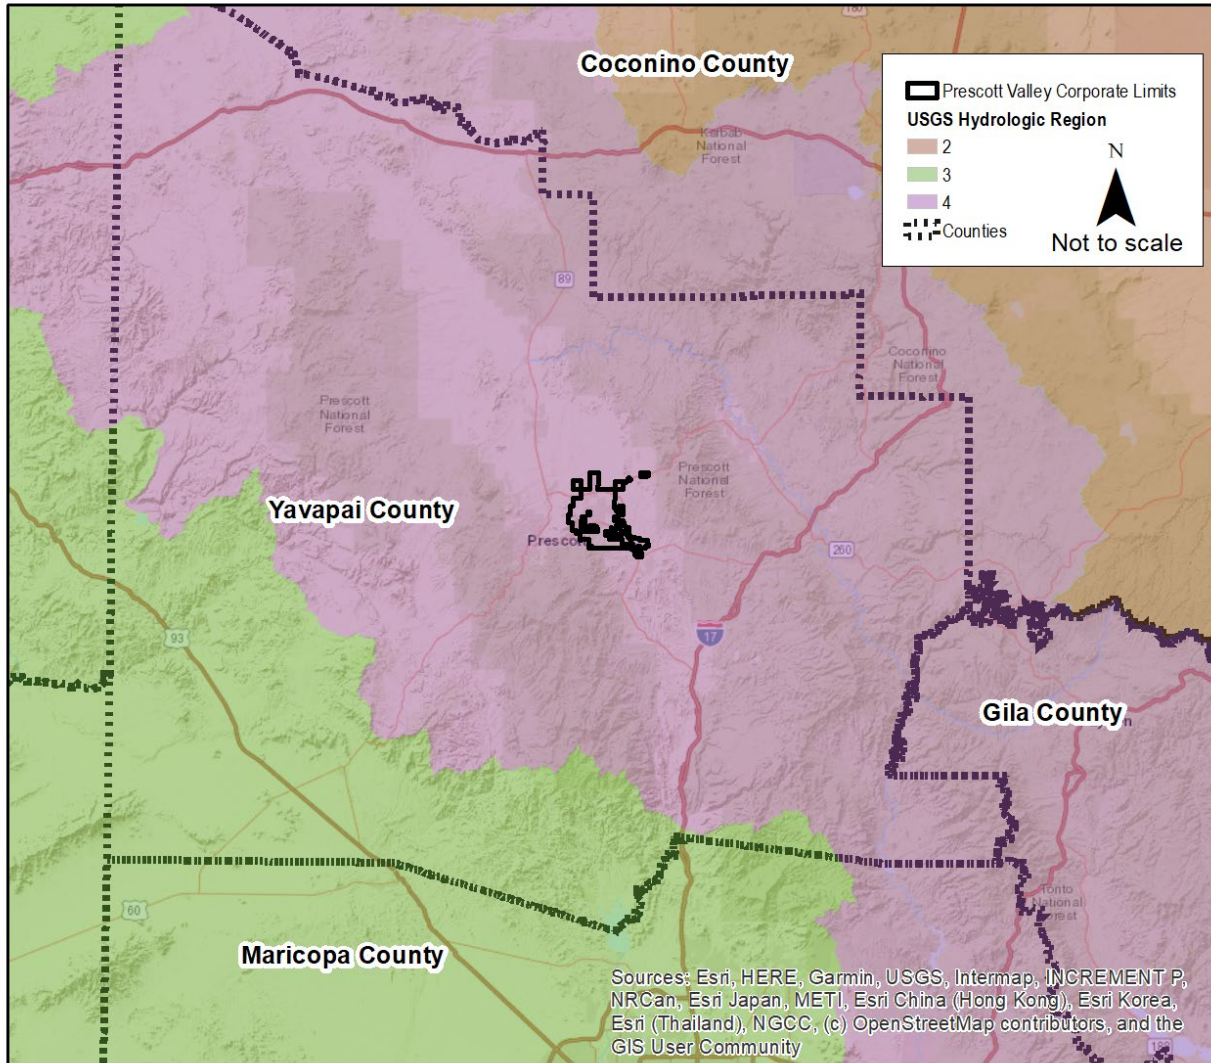 180
Coconino County
Prescott Valley Corporate Limits
USGS Hydrologic Region
2
3
4
Counties
N
Not to scale
Kaibab
National
Forest
89
Coconino
National
Forest
Prescott
National
Forest
Prescott
National
Forest
Yavapai County
260
93
17
Gila County
60
Tonto
National
Forest
Maricopa County
Sources: Esri, HERE, Garmin, USGS, Intermap, INCREMENT P,
NRCan, Esri Japan, METI, Esri China (Hong Kong), Esri Korea,
Esri (Thailand), NGCC, (c) OpenStreetMap contributors, and the
GIS User Community
188